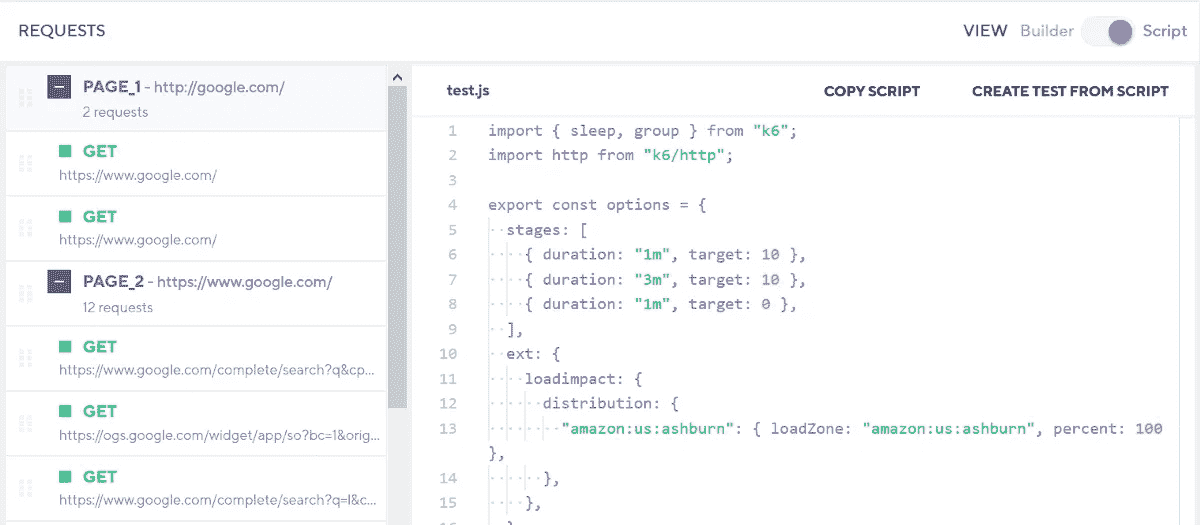 REQUESTS
VIEW Builder Script
PAGE_1 - http://google.com/
2 requests
GET
https://www.google.com/
GET
https://www.google.com/
PAGE_2 - https://www.google.com/
12 requests
GET
https://www.google.com/complete/search?q&cp...
GET
https://ogs.google.com/widget/app/so?bc=1&orig...
GET
https://www.google.com/complete/search?q=l&c...
test.js
COPY SCRIPT
CREATE TEST FROM SCRIPT
1 import { sleep, group } from "k6";
2 import http from "k6/http";
3
4 export const options = {
5 stages: [
6 { duration: "1m", target: 10 },
7 { duration: "3m", target: 10 },
8 { duration: "1m", target: 0 },
9 ],
10 ext: {
11 loadimpact: {
12 distribution: {
13 "amazon:us:ashburn": { loadZone: "amazon:us:ashburn", percent: 100
},
14 },
15 },